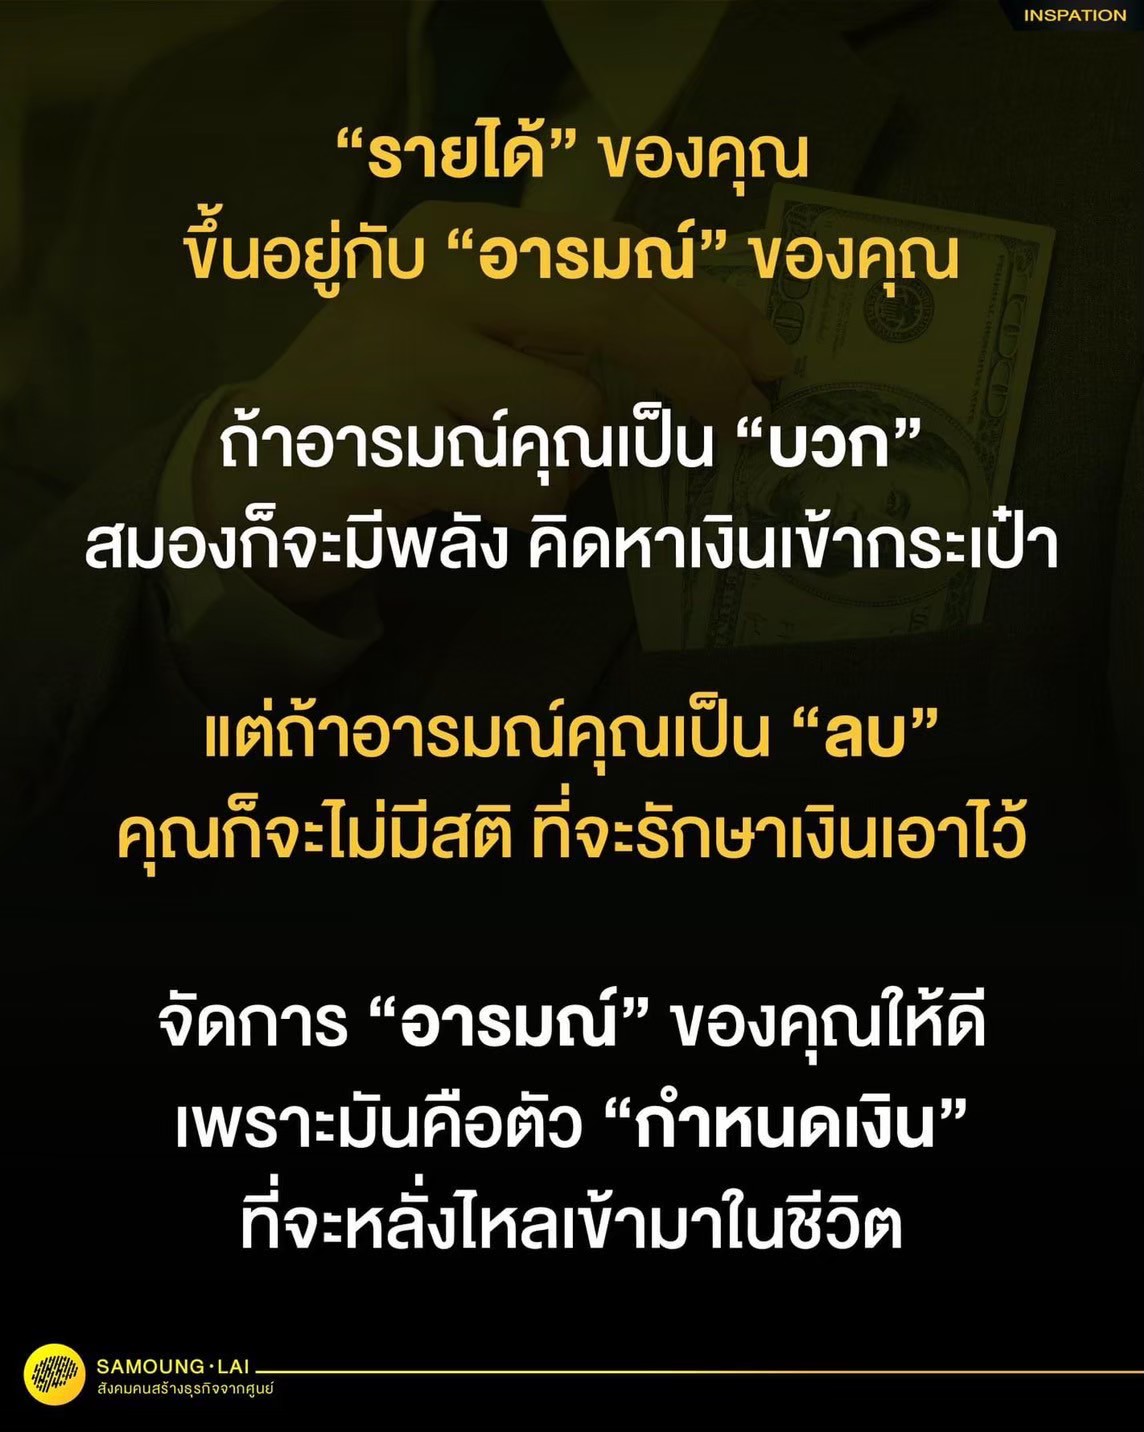 INSPATION
“รายได้” ของคุณ
ขึ้นอยู่กับ “อารมณ์” ของคุณ
ถ้าอารมณ์คุณเป็น “บวก”
สมองก็จะมีพลัง คิดหาเงินเข้ากระเป๋า
แต่ถ้าอารมณ์คุณเป็น “ลบ”
คุณก็จะไม่มีสติ ที่จะรักษาเงินเอาไว้
จัดการ “อารมณ์” ของคุณให้ดี
เพราะมันคือตัว “กำหนดเงิน”
ที่จะหลั่งไหลเข้ามาในชีวิต
SAMOUNG·LAI
สังคมคนสร้างธุรกิจจากศูนย์